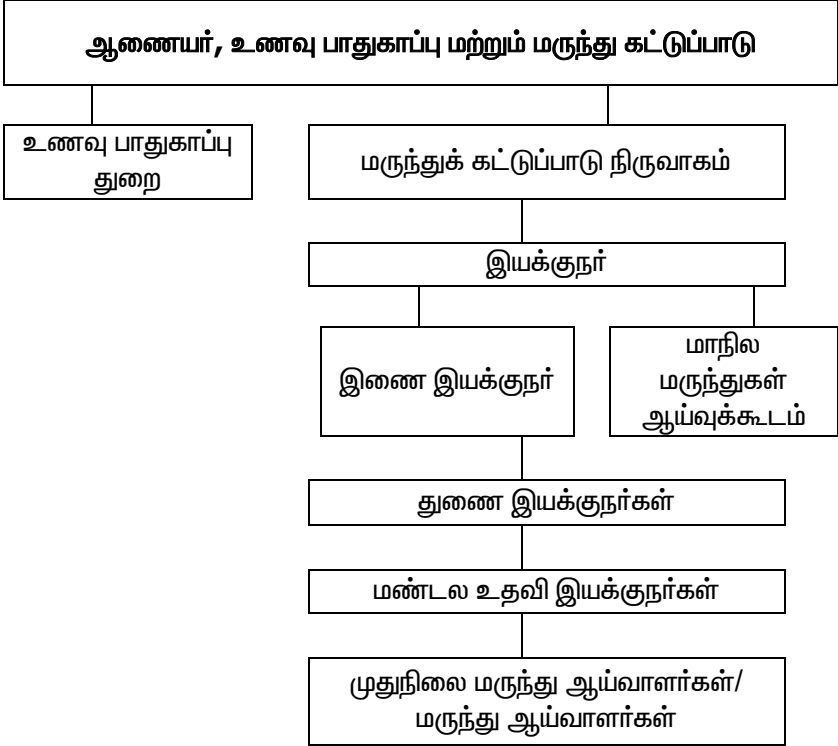 ஆணையர், உணவு பாதுகாப்பு மற்றும் மருந்து கட்டுப்பாடு
உணவு பாதுகாப்பு
துறை
மருந்துக் கட்டுப்பாடு நிருவாகம்
இயக்குநர்
இணை இயக்குநர்
மாநில
மருந்துகள்
ஆய்வுக்கூடம்
துணை இயக்குநர்கள்
மண்டல உதவி இயக்குநர்கள்
முதுநிலை மருந்து ஆய்வாளர்கள்/
மருந்து ஆய்வாளர்கள்